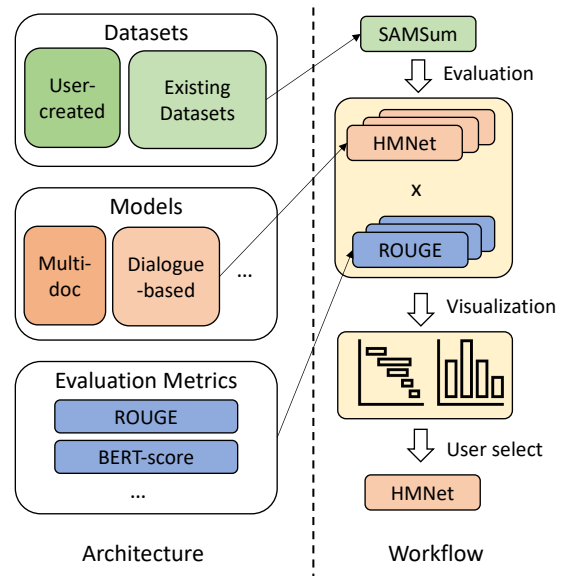 Datasets
User-
created
Existing
Datasets
Models
Multi-
doc
Dialogue
-based
...
Evaluation Metrics
ROUGE
BERT-score
...
Architecture
SAMSum
Evaluation
HMNet
x
ROUGE
Visualization
User select
HMNet
Workflow